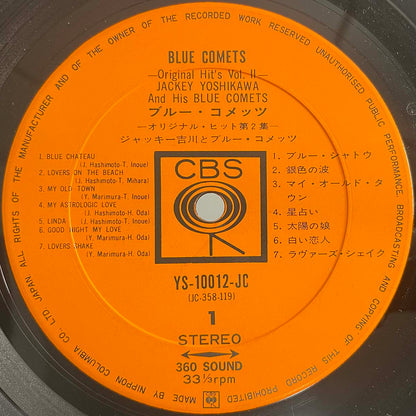 ALL RIGHTS OF THE MANUFACTURER AND OF THE OWNER OF THE RECORDED WORK RESERVED UNAUTHORISED PUBLIC PERFORMANCE, BROADCASTING AND COPYING OF THIS RECORD PROHIBITED
MADE BY NIPPON COLUMBIA CO. LTD JAPAN
BLUE COMETS
—Original Hit's Vol. II—
JACKEY YOSHIKAWA
And His BLUE COMETS
ブルー・コメッツ
—オリジナル・ヒット第2集—
ジャッキー吉川とブルー・コメッツ
1 BLUE CHATEAU
(J. Hashimoto-T. Inoue)
2. LOVERS ON THE BEACH
(J. Hashimoto-T. Mihara)
3. MY OLD TOWN
(Y. Marimura-T. Inoue)
4. MY ASTROLOGIC LOVE
(J. Hashimoto-H. Oda)
5. LINDA
(J. Hashimoto-T. Inoue)
6. GOOD NIGHT MY LOVE
(Y. Marimura-H. Oda)
7. LOVERS SHAKE
(Y. Marimura-H. Oda)
CBS
1. ブルー・シャトウ
2. 銀色の波
3. マイ・オールド・タウン
4. 星占い
5. 太陽の娘
6. 白い恋人
7. ラヴァーズ・シェイク
YS-10012-JC
(JC-358-119)
1
STEREO
360 SOUND
33⅓rpm